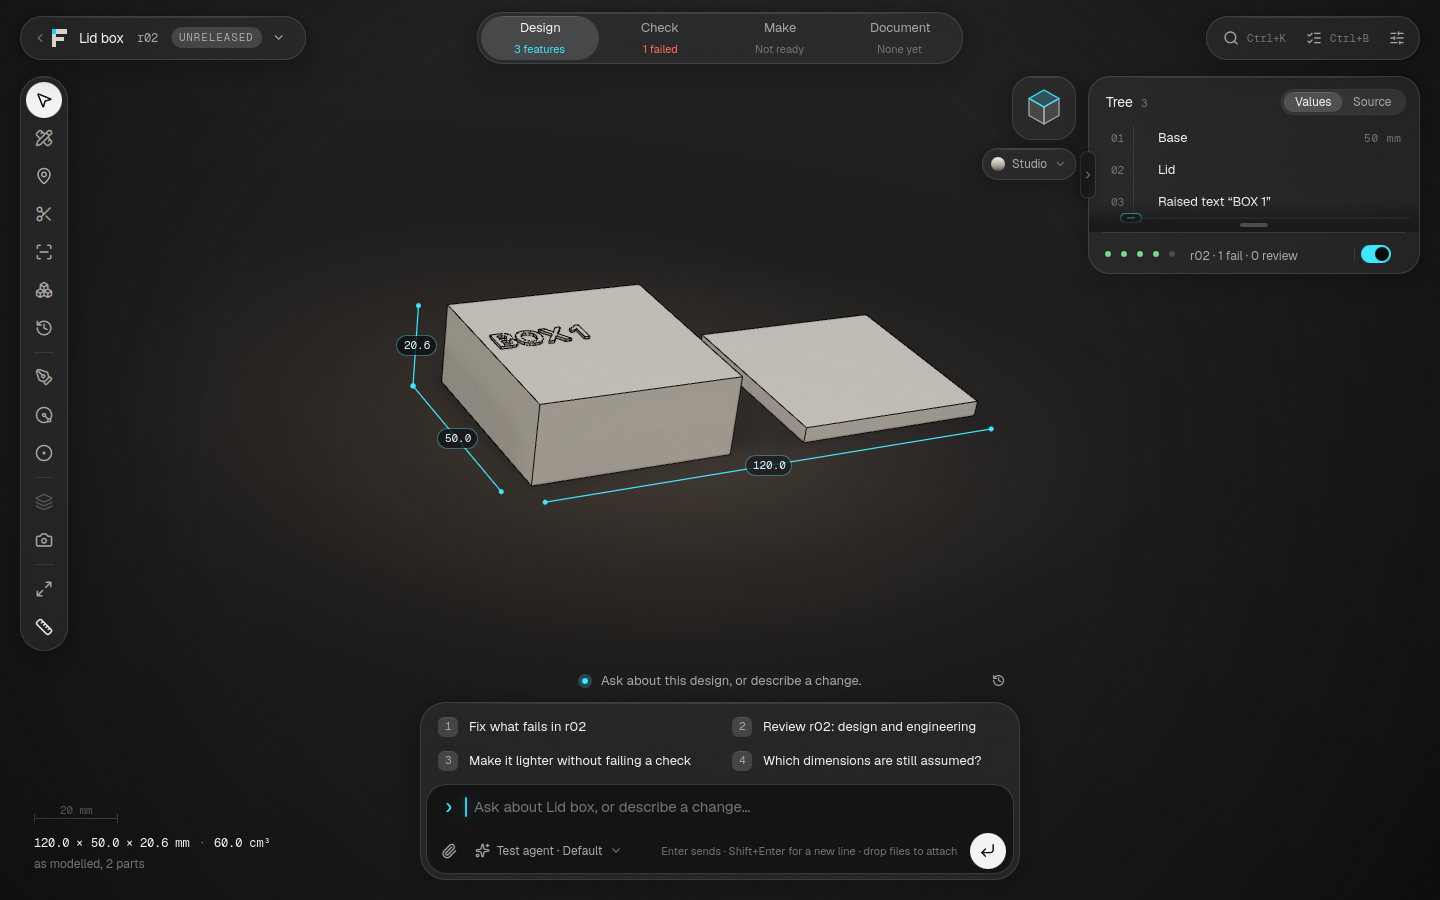 Lid box r02 UNRELEASED
Design
3 features
Check
1 failed
Make
Not ready
Document
None yet
Ctrl+K
Ctrl+B
Tree 3
Values
Source
01 Base 50 mm
02 Lid
03 Raised text “BOX 1”
r02 · 1 fail · 0 review
Studio
BOX 1
20.6
50.0
120.0
Ask about this design, or describe a change.
1 Fix what fails in r02
2 Review r02: design and engineering
3 Make it lighter without failing a check
4 Which dimensions are still assumed?
Ask about Lid box, or describe a change...
Test agent · Default
Enter sends · Shift+Enter for a new line · drop files to attach
20 mm
120.0 × 50.0 × 20.6 mm · 60.0 cm³
as modelled, 2 parts